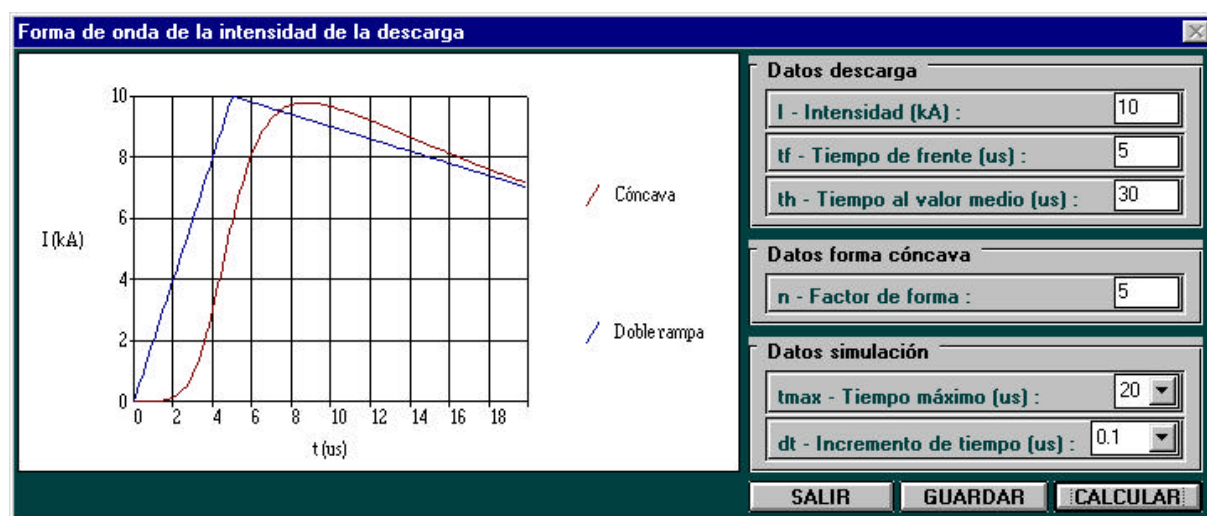 Forma de onda de la intensidad de la descarga
10
8
6
I (kA)
4
2
0
0 2 4 6 8 10 12 14 16 18
t (us)
Cóncava
Doble rampa
Datos descarga
I - Intensidad (kA) : 10
tf - Tiempo de frente (us) : 5
th - Tiempo al valor medio (us) : 30
Datos forma cóncava
n - Factor de forma : 5
Datos simulación
tmax - Tiempo máximo (us) : 20
dt - Incremento de tiempo (us) : 0.1
SALIR GUARDAR CALCULAR